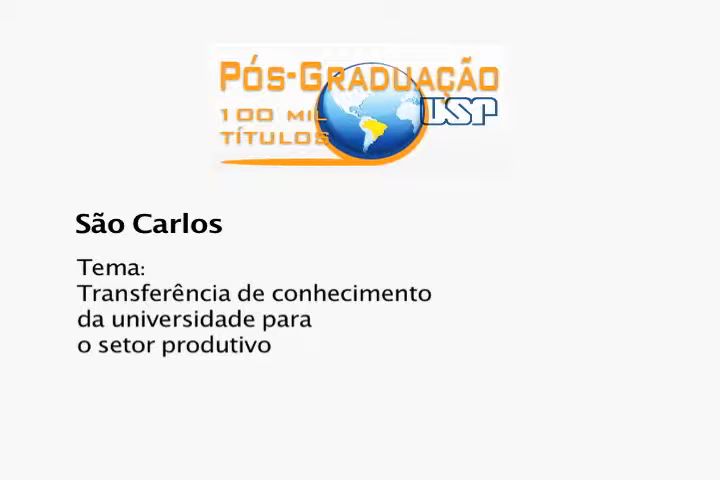 PÓS-GRADUAÇÃO
100 MIL
TÍTULOS
USP
São Carlos
Tema:
Transferência de conhecimento
da universidade para
o setor produtivo